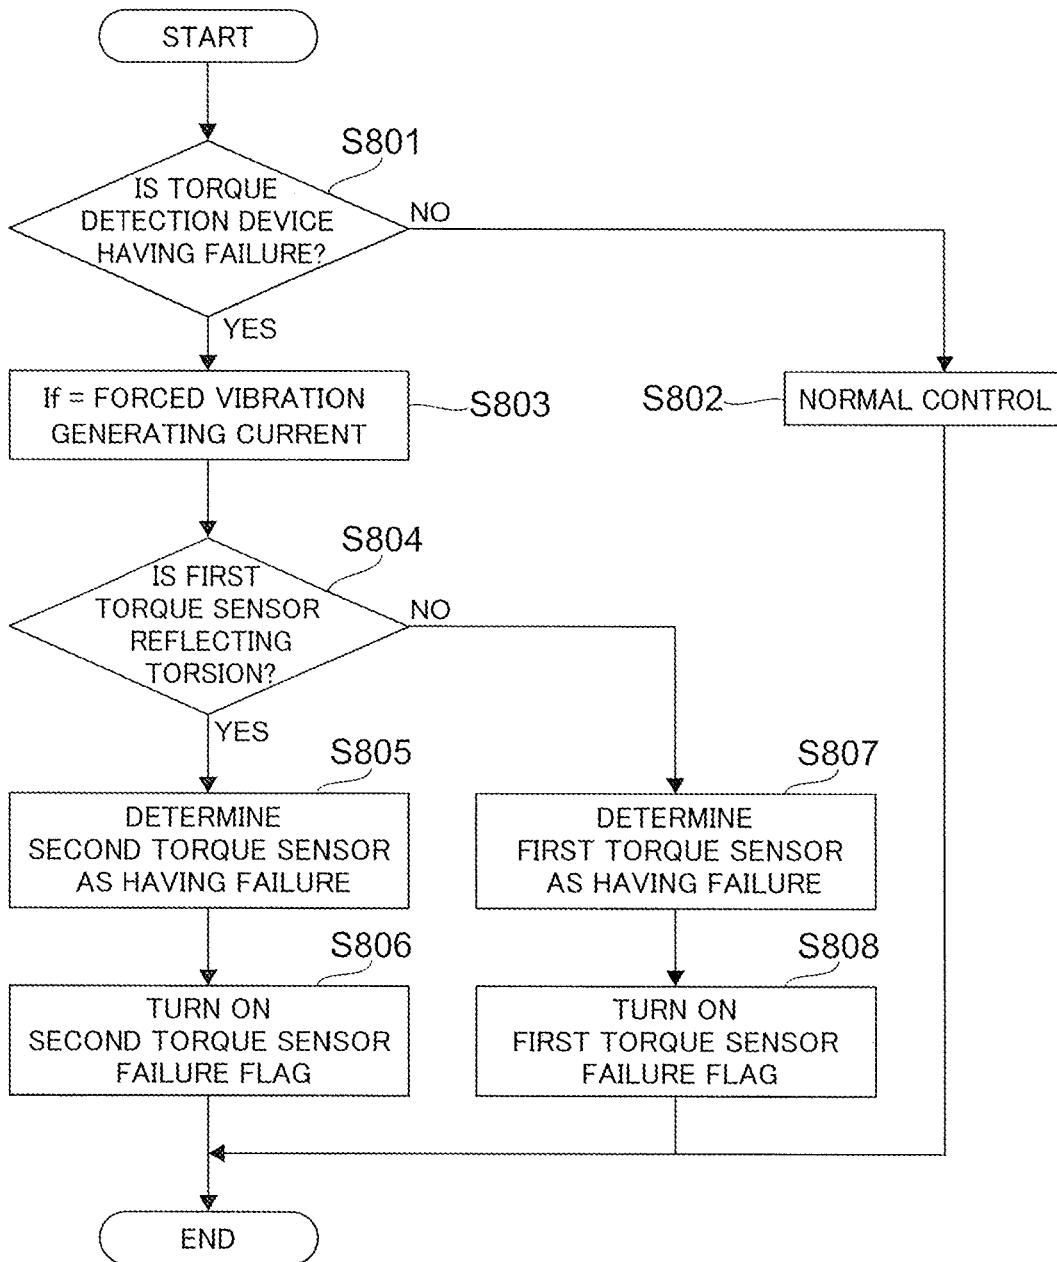 START
S801
IS TORQUE
DETECTION DEVICE
HAVING FAILURE?
NO
YES
If = FORCED VIBRATION
GENERATING CURRENT
S803
S802
NORMAL CONTROL
S804
IS FIRST
TORQUE SENSOR
REFLECTING
TORSION?
NO
YES
S805
DETERMINE
SECOND TORQUE SENSOR
AS HAVING FAILURE
S807
DETERMINE
FIRST TORQUE SENSOR
AS HAVING FAILURE
S806
TURN ON
SECOND TORQUE SENSOR
FAILURE FLAG
S808
TURN ON
FIRST TORQUE SENSOR
FAILURE FLAG
END